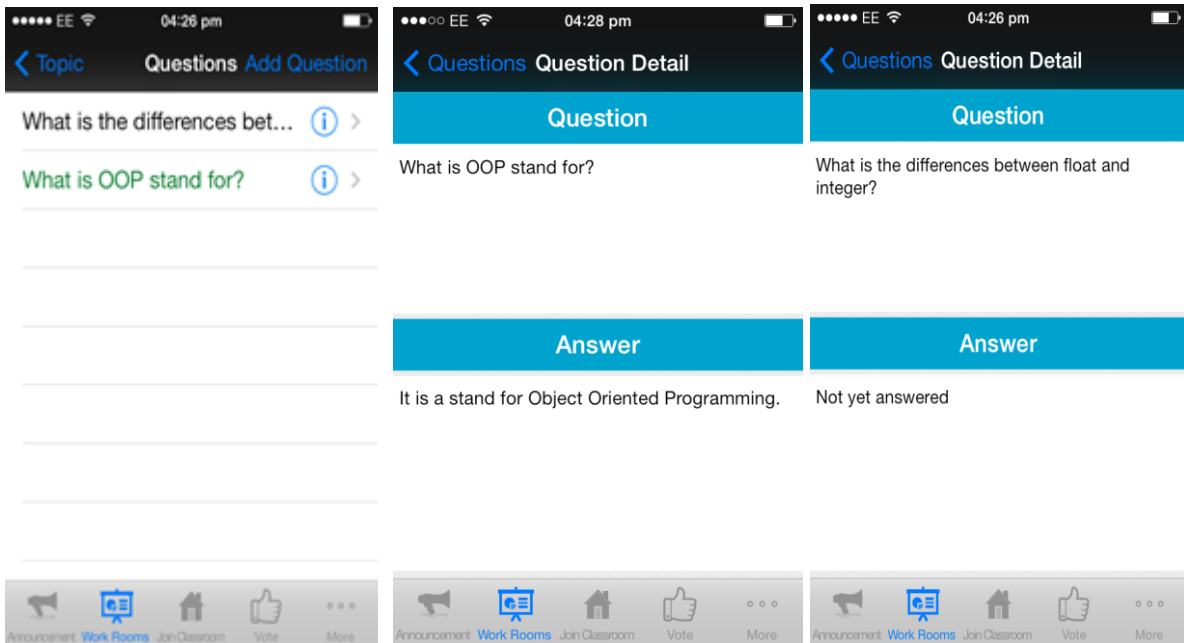 EE 04:26 pm
Topic Questions Add Question
What is the differences bet...
What is OOP stand for?
Announcement Work Rooms Join Classroom Vote More
EE 04:28 pm
Questions Question Detail
Question
What is OOP stand for?
Answer
It is a stand for Object Oriented Programming.
Announcement Work Rooms Join Classroom Vote More
EE 04:26 pm
Questions Question Detail
Question
What is the differences between float and
integer?
Answer
Not yet answered
Announcement Work Rooms Join Classroom Vote More